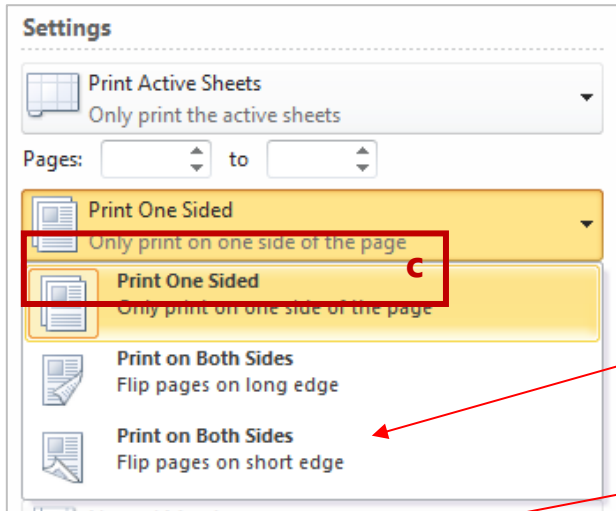 Settings
Print Active Sheets
Only print the active sheets
Pages: to
Print One Sided
Only print on one side of the page
c
Print One Sided
Only print on one side of the page
Print on Both Sides
Flip pages on long edge
Print on Both Sides
Flip pages on short edge